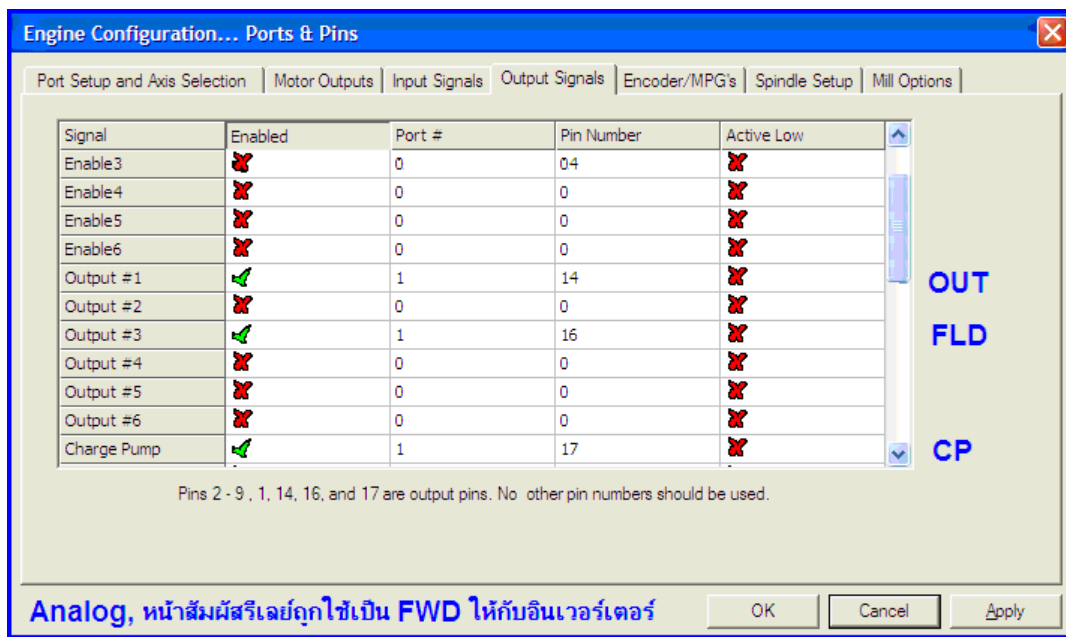 Engine Configuration... Ports & Pins
Port Setup and Axis Selection Motor Outputs Input Signals Output Signals Encoder/MPG's Spindle Setup Mill Options
Signal Enabled Port # Pin Number Active Low
Enable3 0 04
Enable4 0 0
Enable5 0 0
Enable6 0 0
Output #1 1 14 OUT
Output #2 0 0
Output #3 1 16 FLD
Output #4 0 0
Output #5 0 0
Output #6 0 0
Charge Pump 1 17 CP
Pins 2 - 9 , 1, 14, 16, and 17 are output pins. No other pin numbers should be used.
Analog, หน้าสัมผัสรีเลย์ถูกใช้เป็น FWD ให้กับอินเวอร์เตอร์ OK Cancel Apply